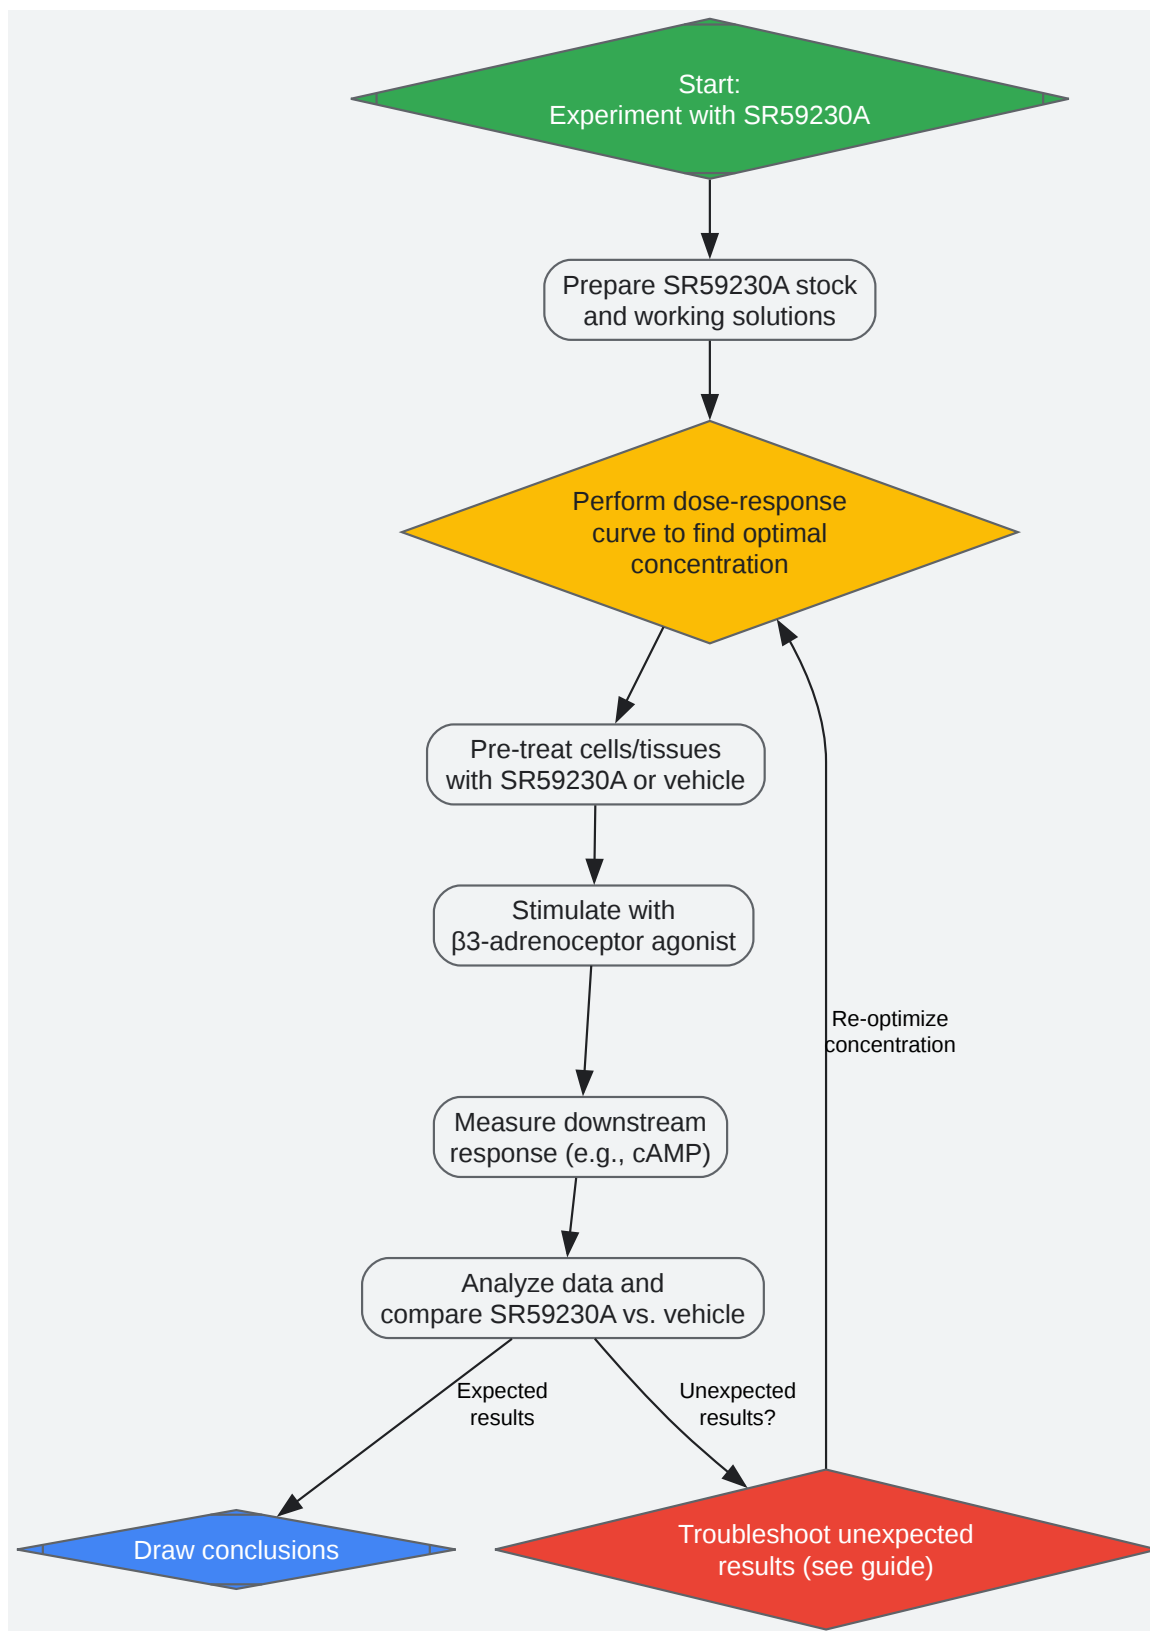 Start:
Experiment with SR59230A
Prepare SR59230A stock
and working solutions
Perform dose-response
curve to find optimal
concentration
Pre-treat cells/tissues
with SR59230A or vehicle
Stimulate with
β3-adrenoceptor agonist
Re-optimize
concentration
Measure downstream
response (e.g., cAMP)
Analyze data and
compare SR59230A vs. vehicle
Expected
results
Unexpected
results?
Draw conclusions
Troubleshoot unexpected
results (see guide)